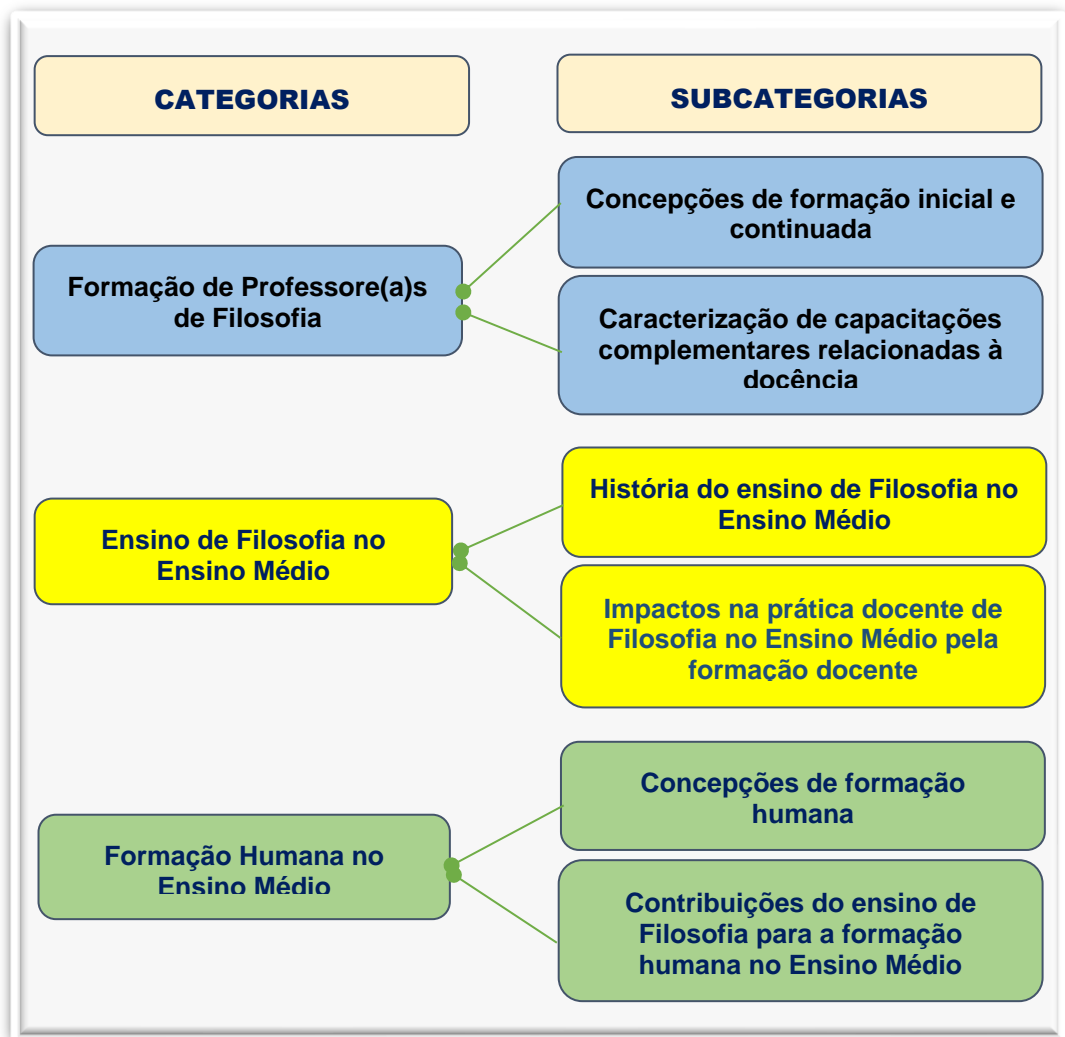 CATEGORIAS
SUBCATEGORIAS
Formação de Professore(a)s
de Filosofia
Concepções de formação inicial e
continuada
Caracterização de capacitações
complementares relacionadas à
docência
Ensino de Filosofia no
Ensino Médio
História do ensino de Filosofia no
Ensino Médio
Impactos na prática docente de
Filosofia no Ensino Médio pela
formação docente
Formação Humana no
Ensino Médio
Concepções de formação
humana
Contribuições do ensino de
Filosofia para a formação
humana no Ensino Médio